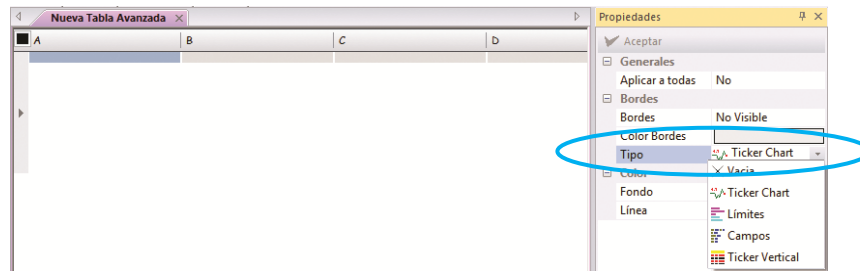 Nueva Tabla Avanzada
Propiedades
A B C D
Aceptar
Generales
Aplicar a todas No
Bordes
Bordes No Visible
Color Bordes
Tipo Ticker Chart
Color Vacia
Fondo Ticker Chart
Línea Límites
Campos
Ticker Vertical